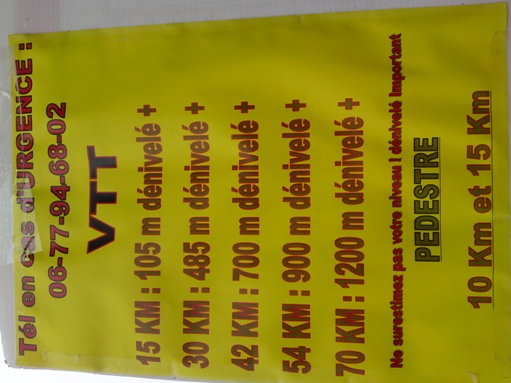 Tél en cas d'URGENCE :
06-77-94-68-02
VTT
15 KM : 105 m dénivelé +
30 KM : 485 m dénivelé +
42 KM : 700 m dénivelé +
54 KM : 900 m dénivelé +
70 KM : 1200 m dénivelé +
Ne surestimez pas votre niveau ! dénivelé important
PEDESTRE
10 Km et 15 Km